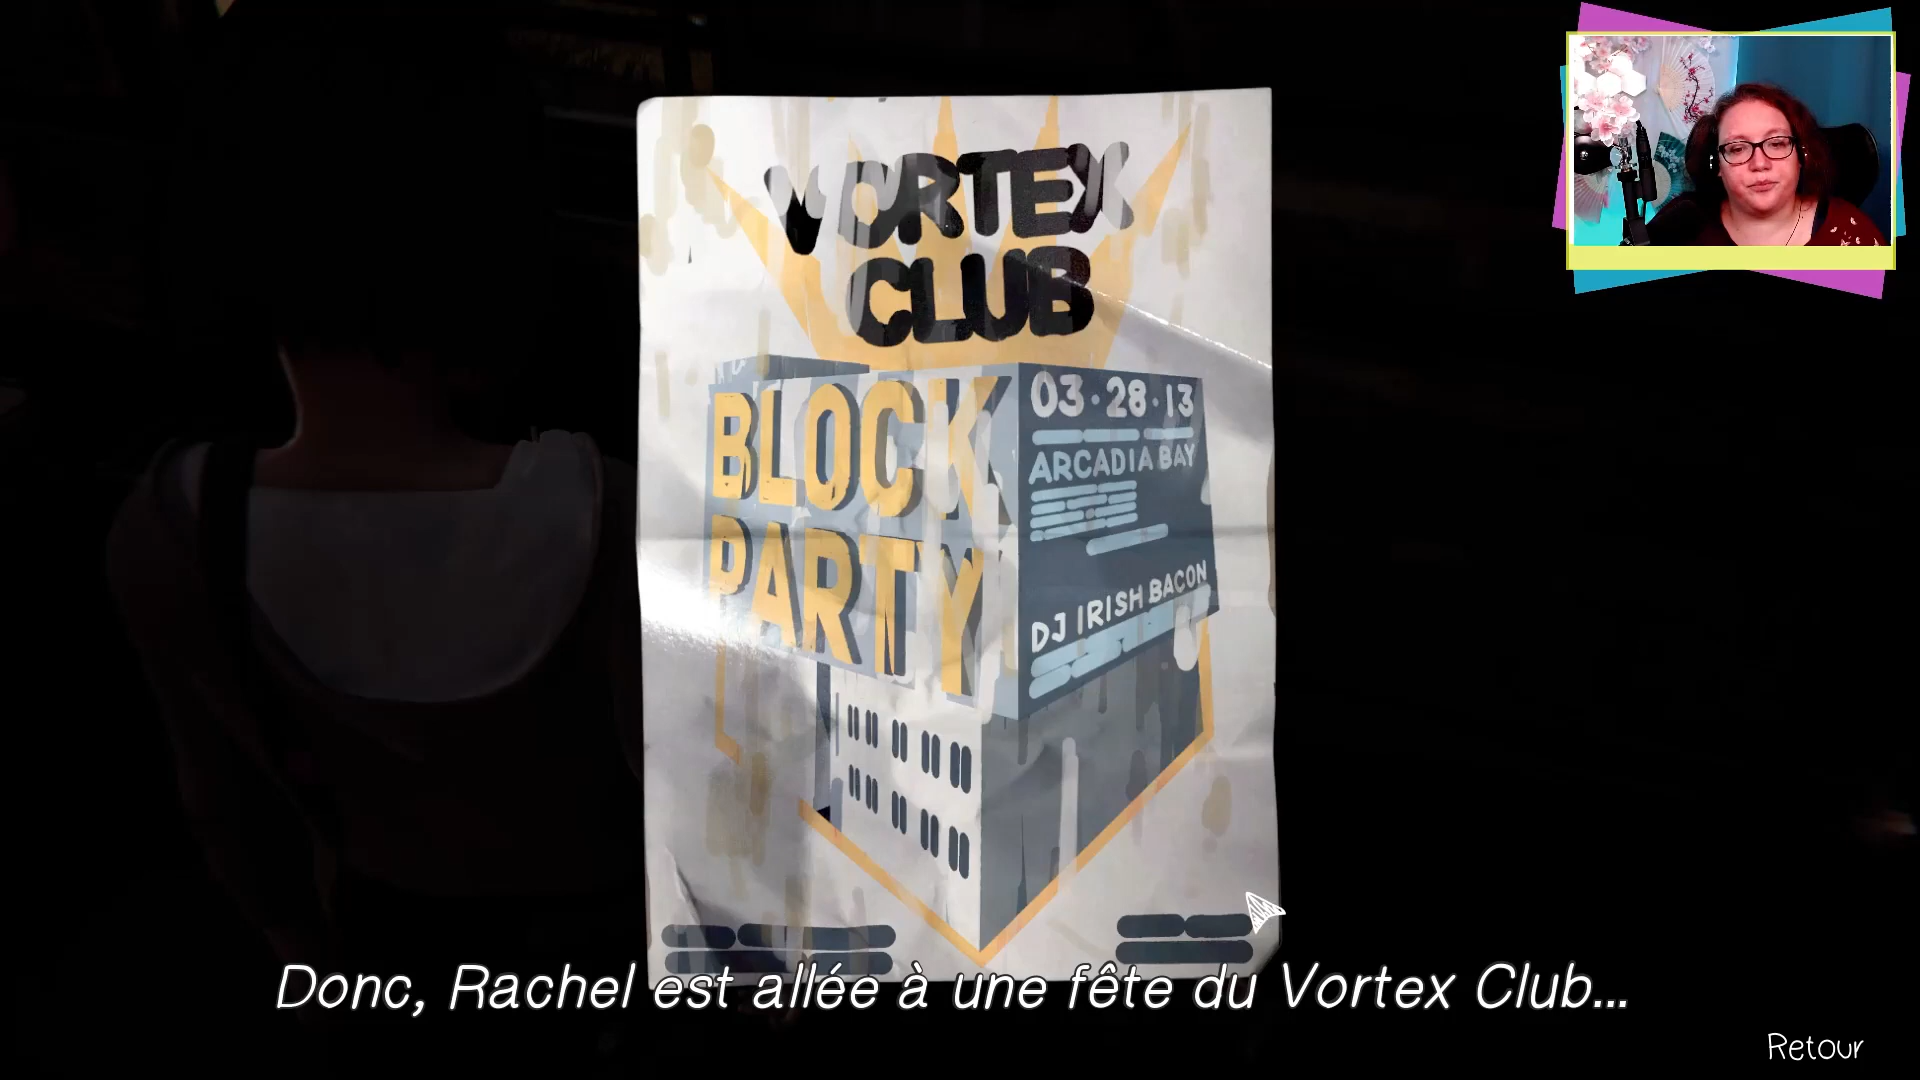 VORTEX
CLUB
BLOCK
PARTY
03·28·13
ARCADIA BAY
DJ IRISH BACON
Donc, Rachel est allée à une fête du Vortex Club...
Retour